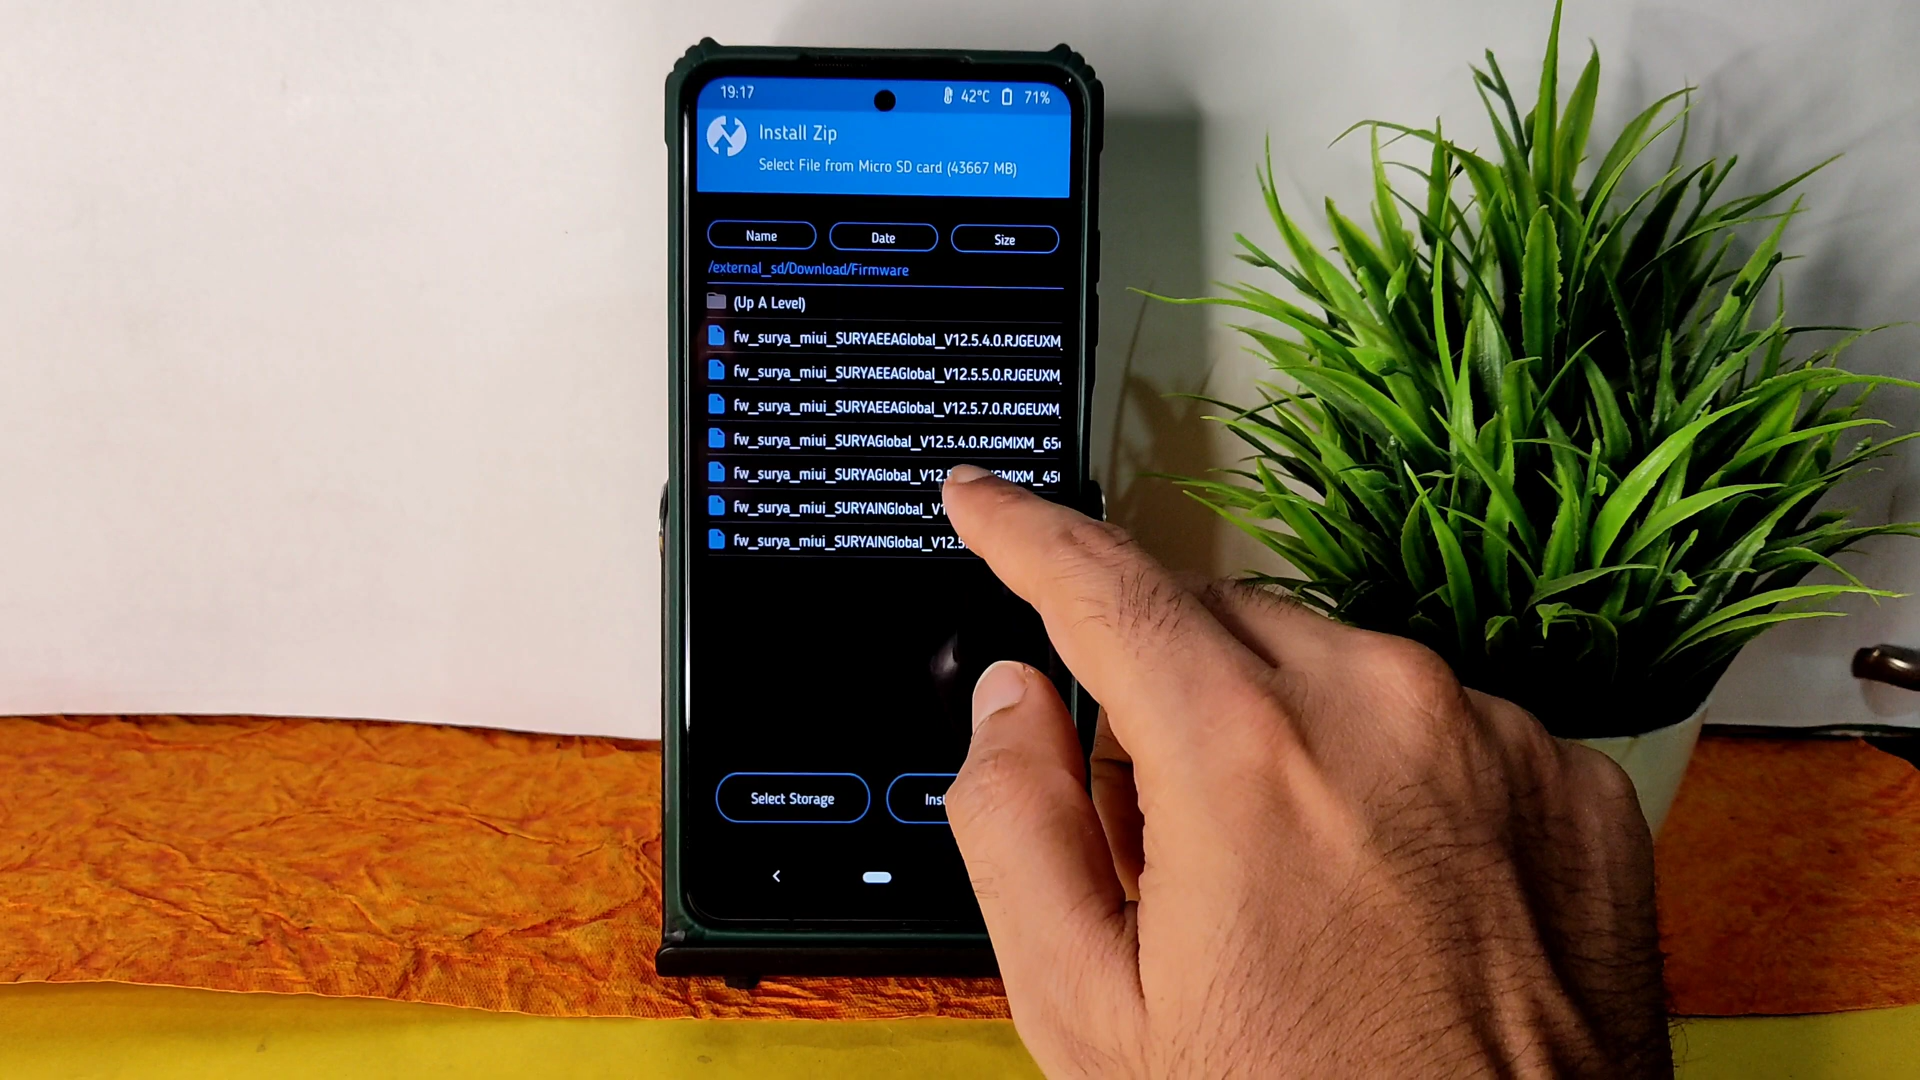 19:17 42°C 71%
Install Zip
Select File from Micro SD card (43667 MB)
Name Date Size
/external_sd/Download/Firmware
(Up A Level)
fw_surya_miui_SURYAEEAGlobal_V12.5.4.0.RJGEUXM_
fw_surya_miui_SURYAEEAGlobal_V12.5.5.0.RJGEUXM_
fw_surya_miui_SURYAEEAGlobal_V12.5.7.0.RJGEUXM_
fw_surya_miui_SURYAGlobal_V12.5.4.0.RJGMIXM_65
fw_surya_miui_SURYAGlobal_V12. GMIXM_45
fw_surya_miui_SURYAINGlobal_V1
fw_surya_miui_SURYAINGlobal_V12.5.
Select Storage Inst